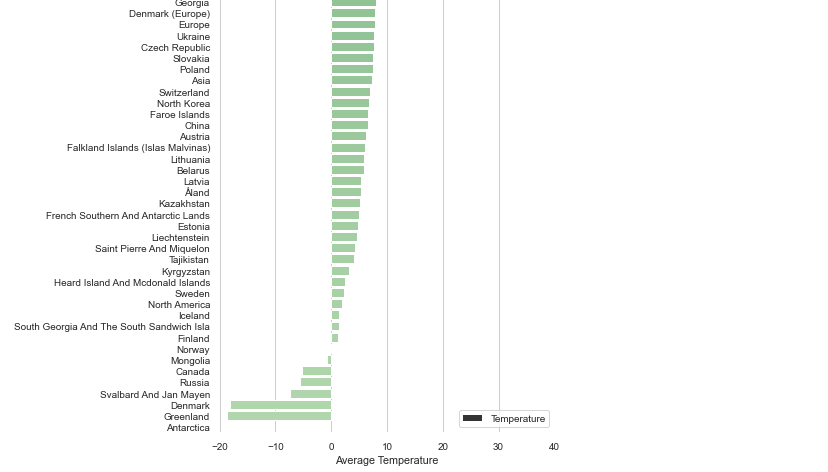 Georgia
Denmark (Europe)
Europe
Ukraine
Czech Republic
Slovakia
Poland
Asia
Switzerland
North Korea
Faroe Islands
China
Austria
Falkland Islands (Islas Malvinas)
Lithuania
Belarus
Latvia
Åland
Kazakhstan
French Southern And Antarctic Lands
Estonia
Liechtenstein
Saint Pierre And Miquelon
Tajikistan
Kyrgyzstan
Heard Island And Mcdonald Islands
Sweden
North America
Iceland
South Georgia And The South Sandwich Isla
Finland
Norway
Mongolia
Canada
Russia
Svalbard And Jan Mayen
Denmark
Greenland
Antarctica
Temperature
−20 −10 0 10 20 30 40
Average Temperature